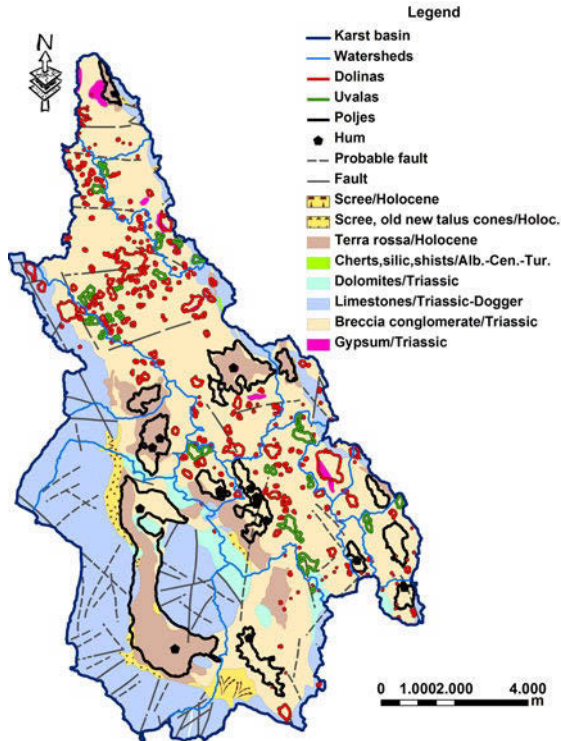 Legend
N
Karst basin
Watersheds
Dolinas
Uvalas
Poljes
Hum
Probable fault
Fault
Scree/Holocene
Scree, old new talus cones/Holoc.
Terra rossa/Holocene
Cherts,silic,shists/Alb.-Cen.-Tur.
Dolomites/Triassic
Limestones/Triassic-Dogger
Breccia conglomerate/Triassic
Gypsum/Triassic
0 1.0002.000 4.000
m